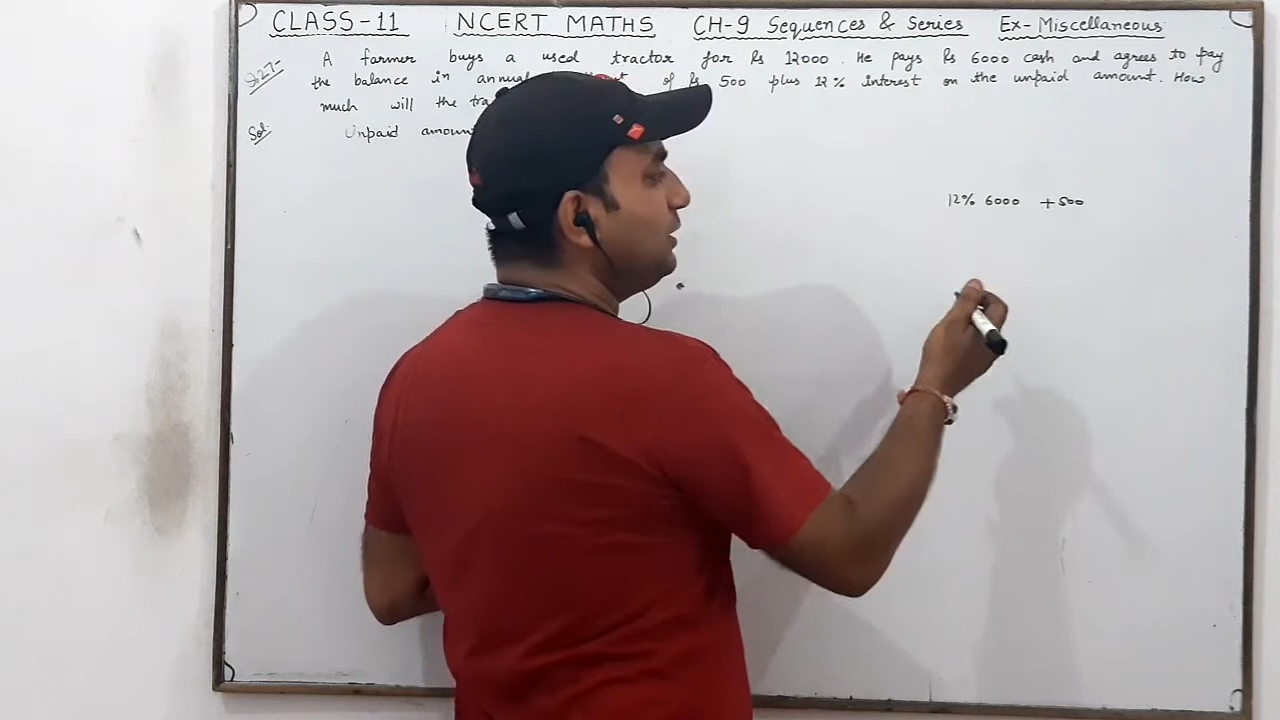 CLASS-11 NCERT MATHS CH-9 Sequences & Series Ex- Miscellaneous
Q.27- A farmer buys a used tractor for Rs 12000. He pays Rs 6000 cash and agrees to pay
the balance in annual of Rs 500 plus 12% interest on the unpaid amount. How
much will the
Sol: Unpaid amount
12% 6000 +500